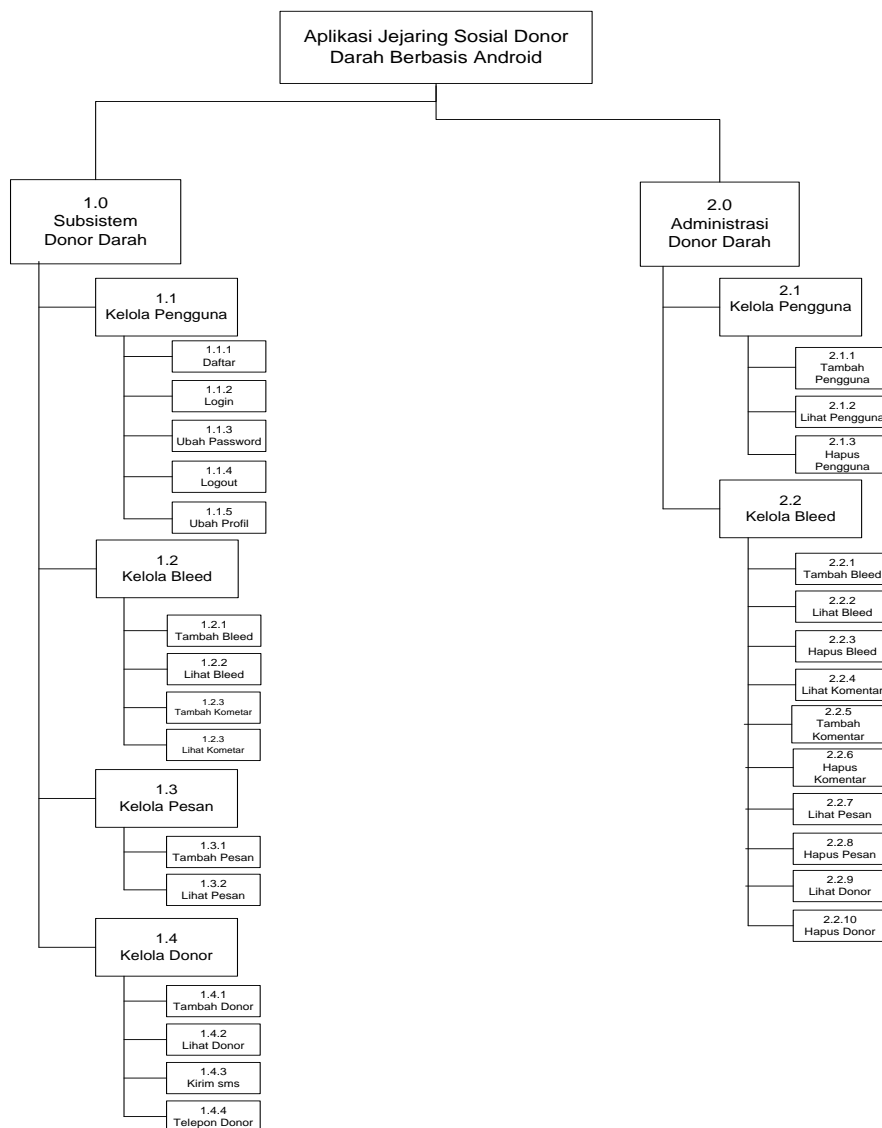 Aplikasi Jejaring Sosial Donor
Darah Berbasis Android
1.0
Subsistem
Donor Darah
1.1
Kelola Pengguna
1.1.1
Daftar
1.1.2
Login
1.1.3
Ubah Password
1.1.4
Logout
1.1.5
Ubah Profil
1.2
Kelola Bleed
1.2.1
Tambah Bleed
1.2.2
Lihat Bleed
1.2.3
Tambah Kometar
1.2.3
Lihat Kometar
1.3
Kelola Pesan
1.3.1
Tambah Pesan
1.3.2
Lihat Pesan
1.4
Kelola Donor
1.4.1
Tambah Donor
1.4.2
Lihat Donor
1.4.3
Kirim sms
1.4.4
Telepon Donor
2.0
Administrasi
Donor Darah
2.1
Kelola Pengguna
2.1.1
Tambah
Pengguna
2.1.2
Lihat Pengguna
2.1.3
Hapus
Pengguna
2.2
Kelola Bleed
2.2.1
Tambah Bleed
2.2.2
Lihat Bleed
2.2.3
Hapus Bleed
2.2.4
Lihat Komentar
2.2.5
Tambah
Komentar
2.2.6
Hapus
Komentar
2.2.7
Lihat Pesan
2.2.8
Hapus Pesan
2.2.9
Lihat Donor
2.2.10
Hapus Donor